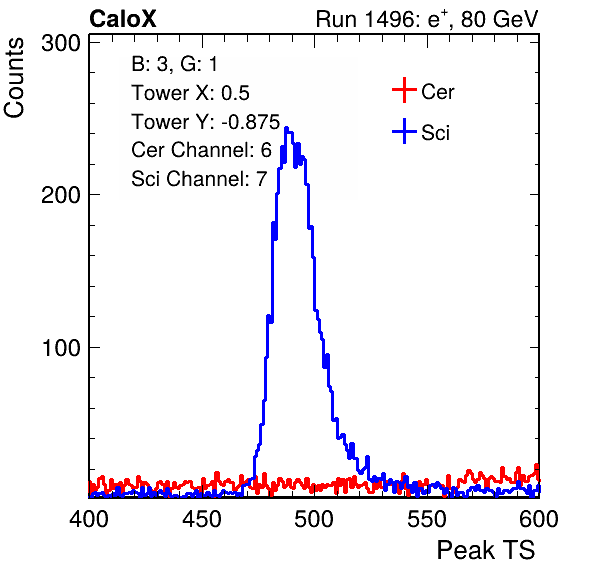 CaloX
Run 1496: e+, 80 GeV
Counts
300
200
100
B: 3, G: 1
Tower X: 0.5
Tower Y: -0.875
Cer Channel: 6
Sci Channel: 7
Cer
Sci
400
450
500
550
600
Peak TS